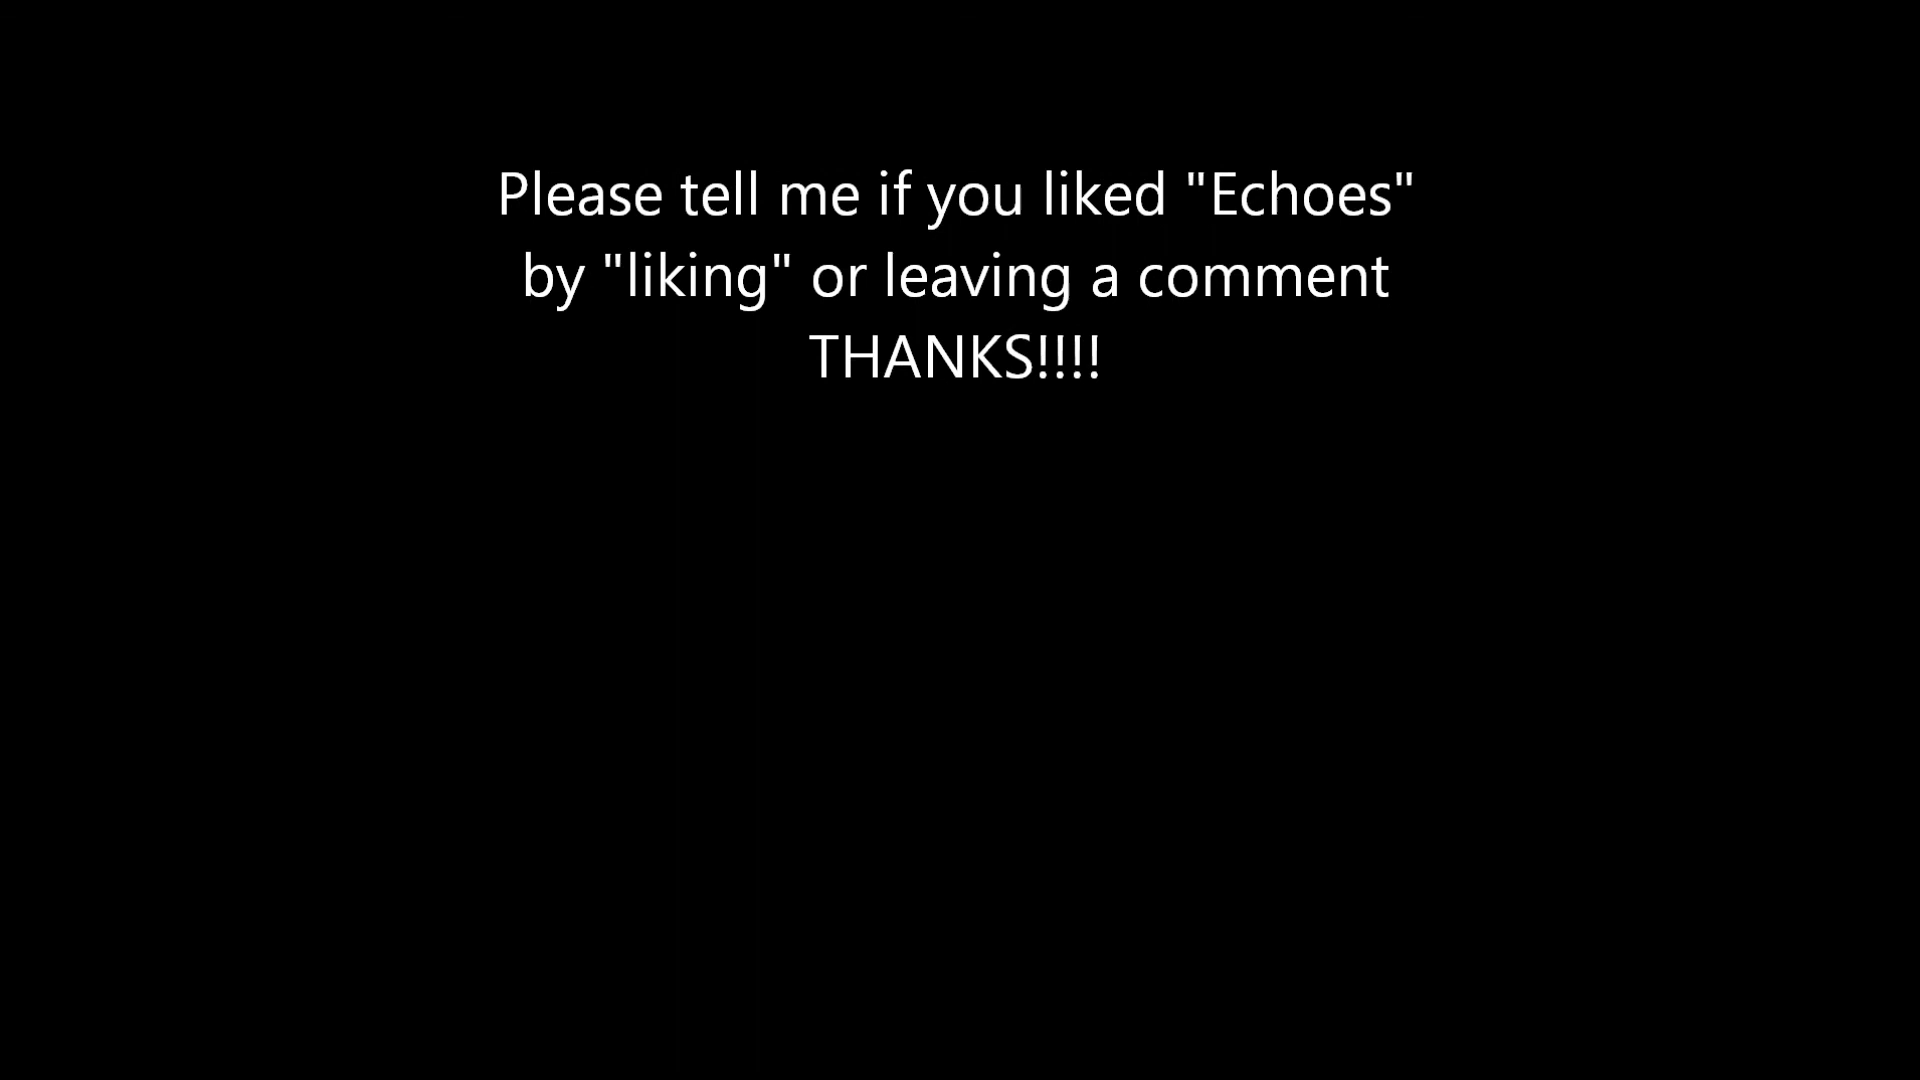 Please tell me if you liked "Echoes"
by "liking" or leaving a comment
THANKS!!!!